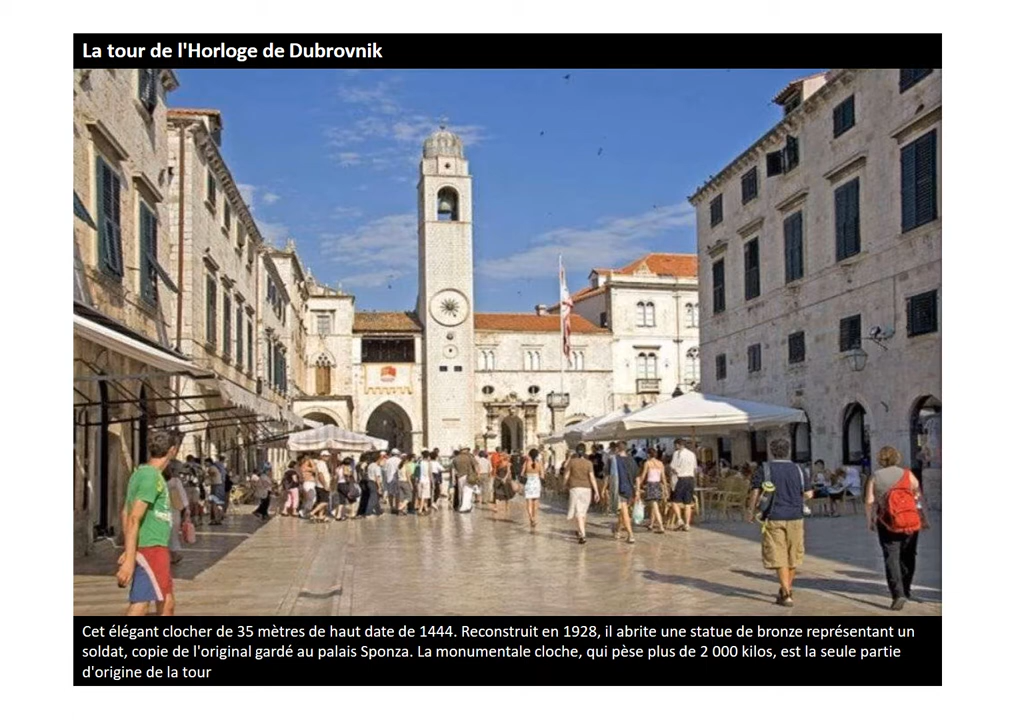 La tour de l'Horloge de Dubrovnik
Cet élégant clocher de 35 mètres de haut date de 1444. Reconstruit en 1928, il abrite une statue de bronze représentant un
soldat, copie de l'original gardé au palais Sponza. La monumentale cloche, qui pèse plus de 2 000 kilos, est la seule partie
d'origine de la tour